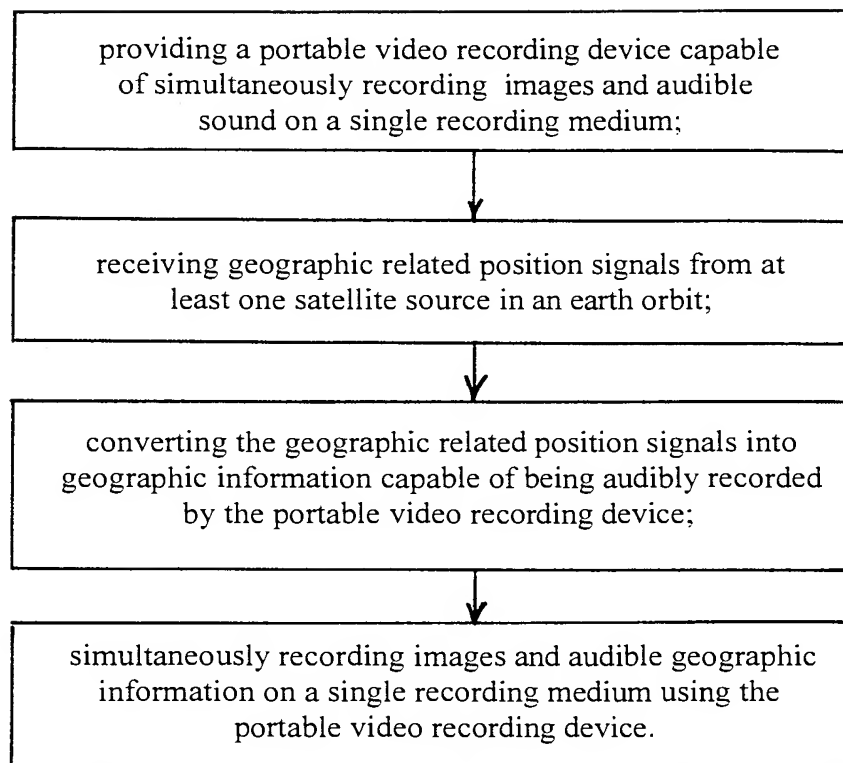 providing a portable video recording device capable
of simultaneously recording images and audible
sound on a single recording medium;
receiving geographic related position signals from at
least one satellite source in an earth orbit;
converting the geographic related position signals into
geographic information capable of being audibly recorded
by the portable video recording device;
simultaneously recording images and audible geographic
information on a single recording medium using the
portable video recording device.